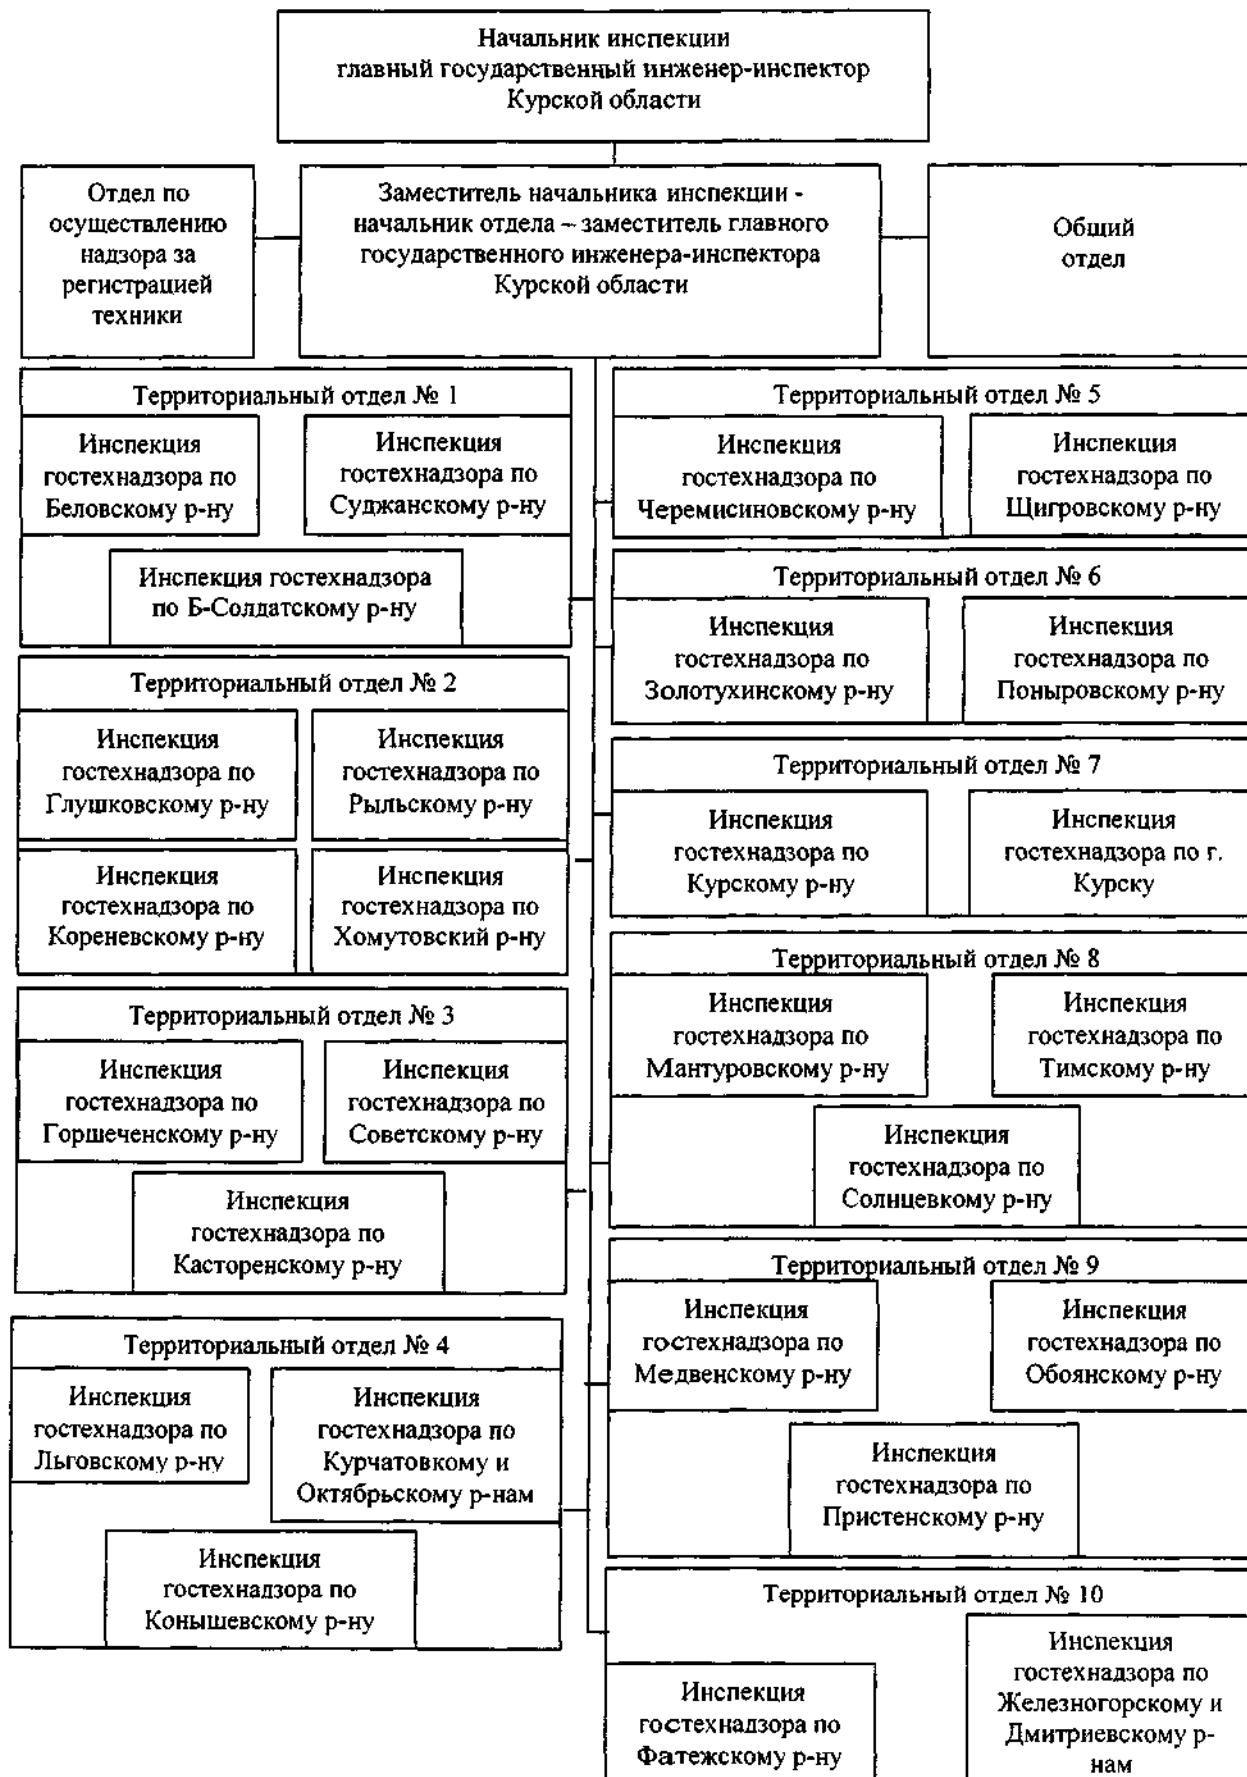 Начальник инспекции
главный государственный инженер-инспектор
Курской области
Отдел по
осуществлению
надзора за
регистрацией
техники
Заместитель начальника инспекции -
начальник отдела – заместитель главного
государственного инженера-инспектора
Курской области
Общий
отдел
Территориальный отдел № 1
Инспекция
гостехнадзора по
Беловскому р-ну
Инспекция
гостехнадзора по
Суджанскому р-ну
Инспекция гостехнадзора
по Б-Солдатскому р-ну
Территориальный отдел № 2
Инспекция
гостехнадзора по
Глушковскому р-ну
Инспекция
гостехнадзора по
Рыльскому р-ну
Инспекция
гостехнадзора по
Кореневскому р-ну
Инспекция
гостехнадзора по
Хомутовский р-ну
Территориальный отдел № 3
Инспекция
гостехнадзора по
Горшеченскому р-ну
Инспекция
гостехнадзора по
Советскому р-ну
Инспекция
гостехнадзора по
Касторенскому р-ну
Территориальный отдел № 4
Инспекция
гостехнадзора по
Льговскому р-ну
Инспекция
гостехнадзора по
Курчатовкому и
Октябрьскому р-нам
Инспекция
гостехнадзора по
Конышевскому р-ну
Территориальный отдел № 5
Инспекция
гостехнадзора по
Черемисиновскому р-ну
Инспекция
гостехнадзора по
Щигровскому р-ну
Территориальный отдел № 6
Инспекция
гостехнадзора по
Золотухинскому р-ну
Инспекция
гостехнадзора по
Поныровскому р-ну
Территориальный отдел № 7
Инспекция
гостехнадзора по
Курскому р-ну
Инспекция
гостехнадзора по г.
Курску
Территориальный отдел № 8
Инспекция
гостехнадзора по
Мантуровскому р-ну
Инспекция
гостехнадзора по
Тимскому р-ну
Инспекция
гостехнадзора по
Солнцевкому р-ну
Территориальный отдел № 9
Инспекция
гостехнадзора по
Медвенскому р-ну
Инспекция
гостехнадзора по
Обоянскому р-ну
Инспекция
гостехнадзора по
Пристенскому р-ну
Территориальный отдел № 10
Инспекция
гостехнадзора по
Фатежскому р-ну
Инспекция
гостехнадзора по
Железногорскому и
Дмитриевскому р-
нам